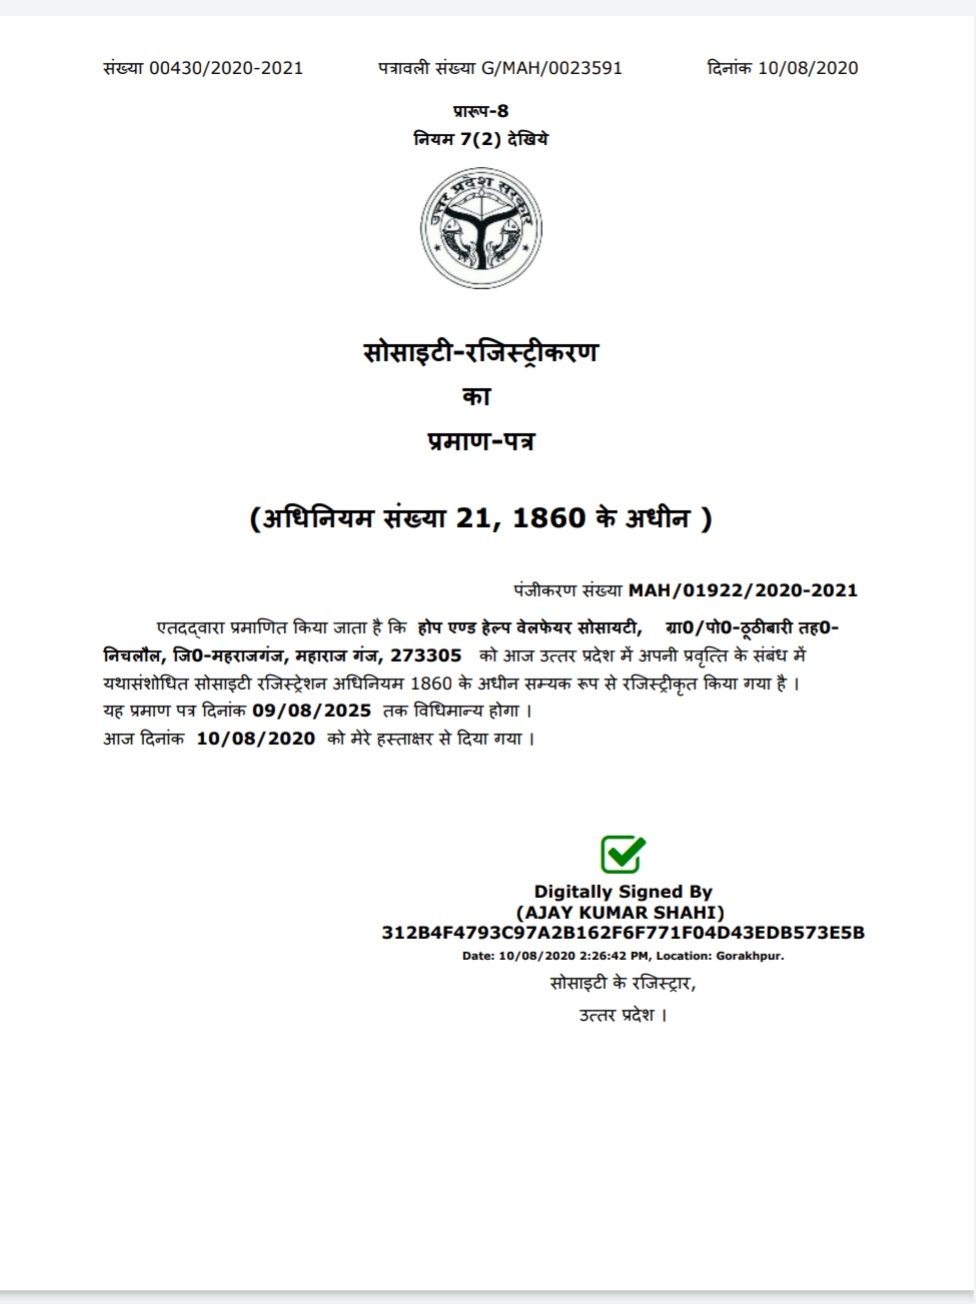 संख्या 00430/2020-2021 पत्रावली संख्या G/MAH/0023591 दिनांक 10/08/2020
प्रारूप-8
नियम 7(2) देखिये
उत्तर प्रदेश सरकार
सोसाइटी-रजिस्ट्रीकरण
का
प्रमाण-पत्र
(अधिनियम संख्या 21, 1860 के अधीन )
पंजीकरण संख्या MAH/01922/2020-2021
एतदद्वारा प्रमाणित किया जाता है कि होप एण्ड हेल्प वेलफेयर सोसायटी, ग्रा0/पो0-ठूठीबारी तह0-
निचलौल, जि0-महराजगंज, महाराज गंज, 273305 को आज उत्तर प्रदेश में अपनी प्रवृत्ति के संबंध में
यथासंशोधित सोसाइटी रजिस्ट्रेशन अधिनियम 1860 के अधीन सम्यक रूप से रजिस्ट्रीकृत किया गया है ।
यह प्रमाण पत्र दिनांक 09/08/2025 तक विधिमान्य होगा ।
आज दिनांक 10/08/2020 को मेरे हस्ताक्षर से दिया गया ।
Digitally Signed By
(AJAY KUMAR SHAHI)
312B4F4793C97A2B162F6F771F04D43EDB573E5B
Date: 10/08/2020 2:26:42 PM, Location: Gorakhpur.
सोसाइटी के रजिस्ट्रार,
उत्तर प्रदेश ।